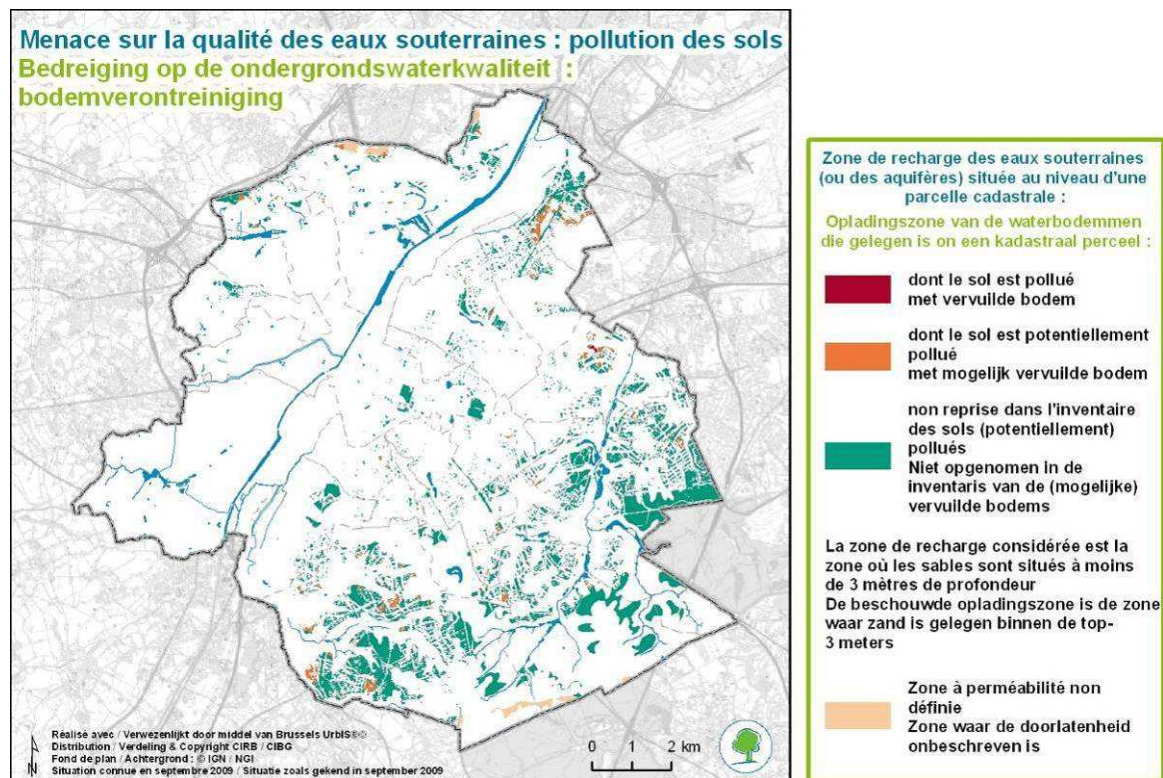 Menace sur la qualité des eaux souterraines : pollution des sols
Bedreiging op de ondergrondswaterkwaliteit :
bodemverontreiniging
Réalisé avec / Verwezenlijkt door middel van Brussels UrbIS®©
Distribution / Verdeling & Copyright CIRB / CIBG
Fond de plan / Achtergrond : © IGN / NGI
Situation connue en septembre 2009 / Situatie zoals gekend in september 2009
N
0 1 2 km
Zone de recharge des eaux souterraines
(ou des aquifères) située au niveau d'une
parcelle cadastrale :
Opladingszone van de waterbodemmen
die gelegen is on een kadastraal perceel :
dont le sol est pollué
met vervuilde bodem
dont le sol est potentiellement
pollué
met mogelijk vervuilde bodem
non reprise dans l'inventaire
des sols (potentiellement)
pollués
Niet opgenomen in de
inventaris van de (mogelijke)
vervuilde bodems
La zone de recharge considérée est la
zone où les sables sont situés à moins
de 3 mètres de profondeur
De beschouwde opladingszone is de zone
waar zand is gelegen binnen de top-
3 meters
Zone à perméabilité non
définie
Zone waar de doorlatenheid
onbeschreven is